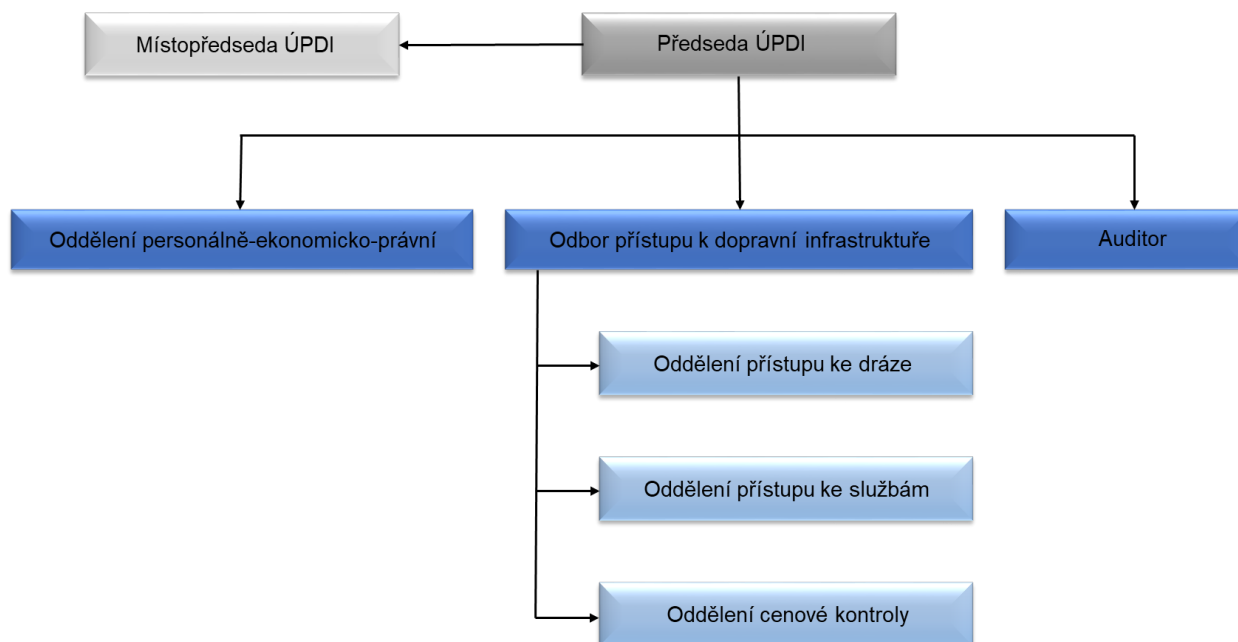 Místopředseda ÚPDI
Předseda ÚPDI
Oddělení personálně-ekonomicko-právní
Odbor přístupu k dopravní infrastruktuře
Auditor
Oddělení přístupu ke dráze
Oddělení přístupu ke službám
Oddělení cenové kontroly